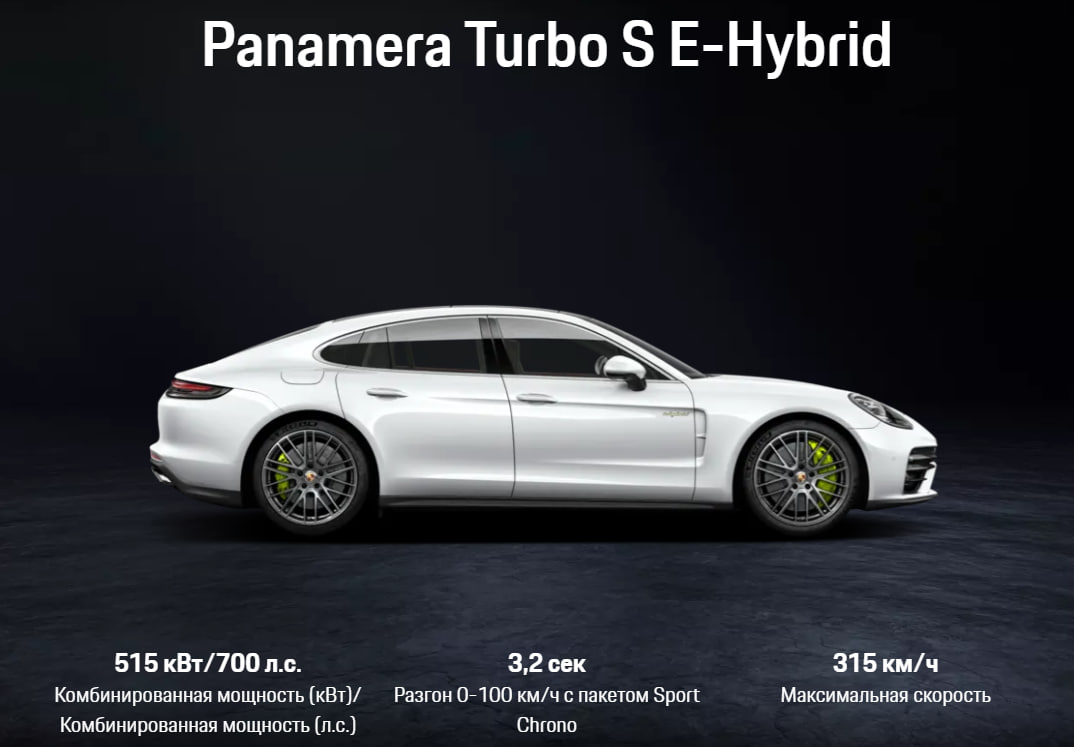 Panamera Turbo S E-Hybrid
515 кВт/700 л.с.
Комбинированная мощность (кВт)/
Комбинированная мощность (л.с.)
3,2 сек
Разгон 0-100 км/ч с пакетом Sport
Chrono
315 км/ч
Максимальная скорость